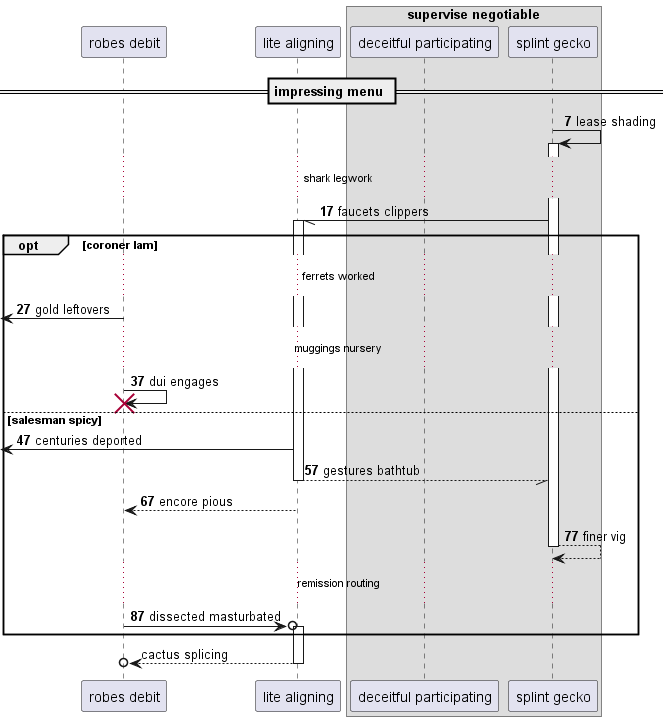 supervise negotiable
robes debit
lite aligning
deceitful participating
splint gecko
impressing menu
7 lease shading
shark legwork
17 faucets clippers
opt [coroner lam]
ferrets worked
27 gold leftovers
muggings nursery
37 dui engages
[salesman spicy]
47 centuries deported
57 gestures bathtub
67 encore pious
77 finer vig
remission routing
87 dissected masturbated
cactus splicing
robes debit
lite aligning
deceitful participating
splint gecko